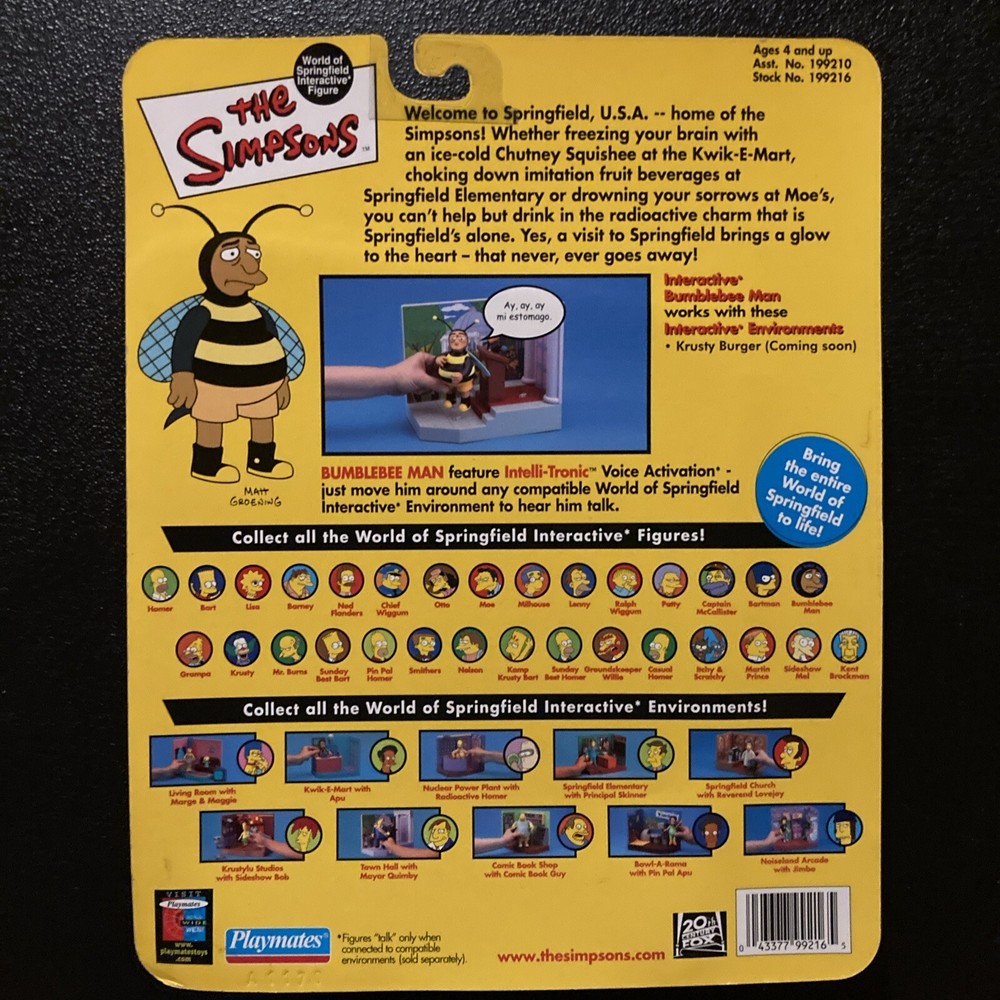 World of
Springfield
Interactive*
Figure
THE
SIMPSONS™
Ages 4 and up
Asst. No. 199210
Stock No. 199216
Welcome to Springfield, U.S.A. -- home of the
Simpsons! Whether freezing your brain with
an ice-cold Chutney Squishee at the Kwik-E-Mart,
choking down imitation fruit beverages at
Springfield Elementary or drowning your sorrows at Moe's,
you can't help but drink in the radioactive charm that is
Springfield's alone. Yes, a visit to Springfield brings a glow
to the heart – that never, ever goes away!
MATT
GROENING
Ay, ay, ay
mi estomago.
Interactive*
Bumblebee Man
works with these
Interactive* Environments
• Krusty Burger (Coming soon)
BUMBLEBEE MAN feature Intelli-Tronic™ Voice Activation* -
just move him around any compatible World of Springfield
Interactive* Environment to hear him talk.
Bring
the entire
World of
Springfield
to life!
Collect all the World of Springfield Interactive* Figures!
Homer
Bart
Lisa
Barney
Ned
Flanders
Chief
Wiggum
Otto
Moe
Milhouse
Lenny
Ralph
Wiggum
Patty
Captain
McCallister
Bartman
Bumblebee
Man
Grampa
Krusty
Mr. Burns
Sunday
Best Bart
Pin Pal
Homer
Smithers
Nelson
Kamp
Krusty Bart
Sunday
Best Homer
Groundskeeper
Willie
Casual
Homer
Itchy &
Scratchy
Martin
Prince
Sideshow
Mel
Kent
Brockman
Collect all the World of Springfield Interactive* Environments!
Living Room with
Marge & Maggie
Kwik-E-Mart with
Apu
Nuclear Power Plant with
Radioactive Homer
Springfield Elementary
with Principal Skinner
Springfield Church
with Reverend Lovejoy
Krustylu Studios
with Sideshow Bob
Town Hall with
Mayor Quimby
Comic Book Shop
with Comic Book Guy
Bowl-A-Rama
with Pin Pal Apu
Noiseland Arcade
with Jimbo
VISIT
Playmates
WIDE
www.
playmatestoys
.com
Playmates®
*Figures "talk" only when
connected to compatible
environments (sold separately).
www.thesimpsons.com
20th
CENTURY
FOX
0 43377 99216 5